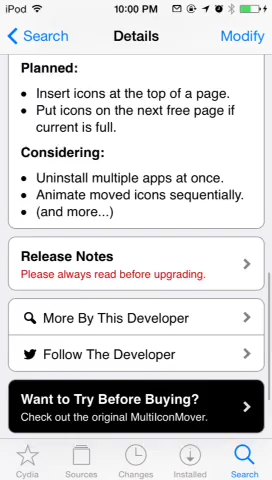 iPod 10:00 PM
Search Details Modify
Planned:
• Insert icons at the top of a page.
• Put icons on the next free page if
current is full.
Considering:
• Uninstall multiple apps at once.
• Animate moved icons sequentially.
• (and more...)
Release Notes
Please always read before upgrading.
More By This Developer
Follow The Developer
Want to Try Before Buying?
Check out the original MultiIconMover.
Cydia Sources Changes Installed Search